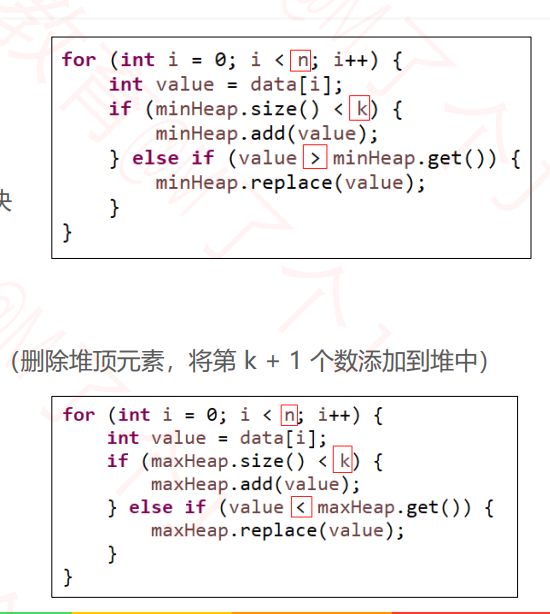 for (int i = 0; i < n; i++) {
int value = data[i];
if (minHeap.size() < k) {
minHeap.add(value);
} else if (value > minHeap.get()) {
minHeap.replace(value);
}
}
（删除堆顶元素，将第 k + 1 个数添加到堆中）
for (int i = 0; i < n; i++) {
int value = data[i];
if (maxHeap.size() < k) {
maxHeap.add(value);
} else if (value < maxHeap.get()) {
maxHeap.replace(value);
}
}